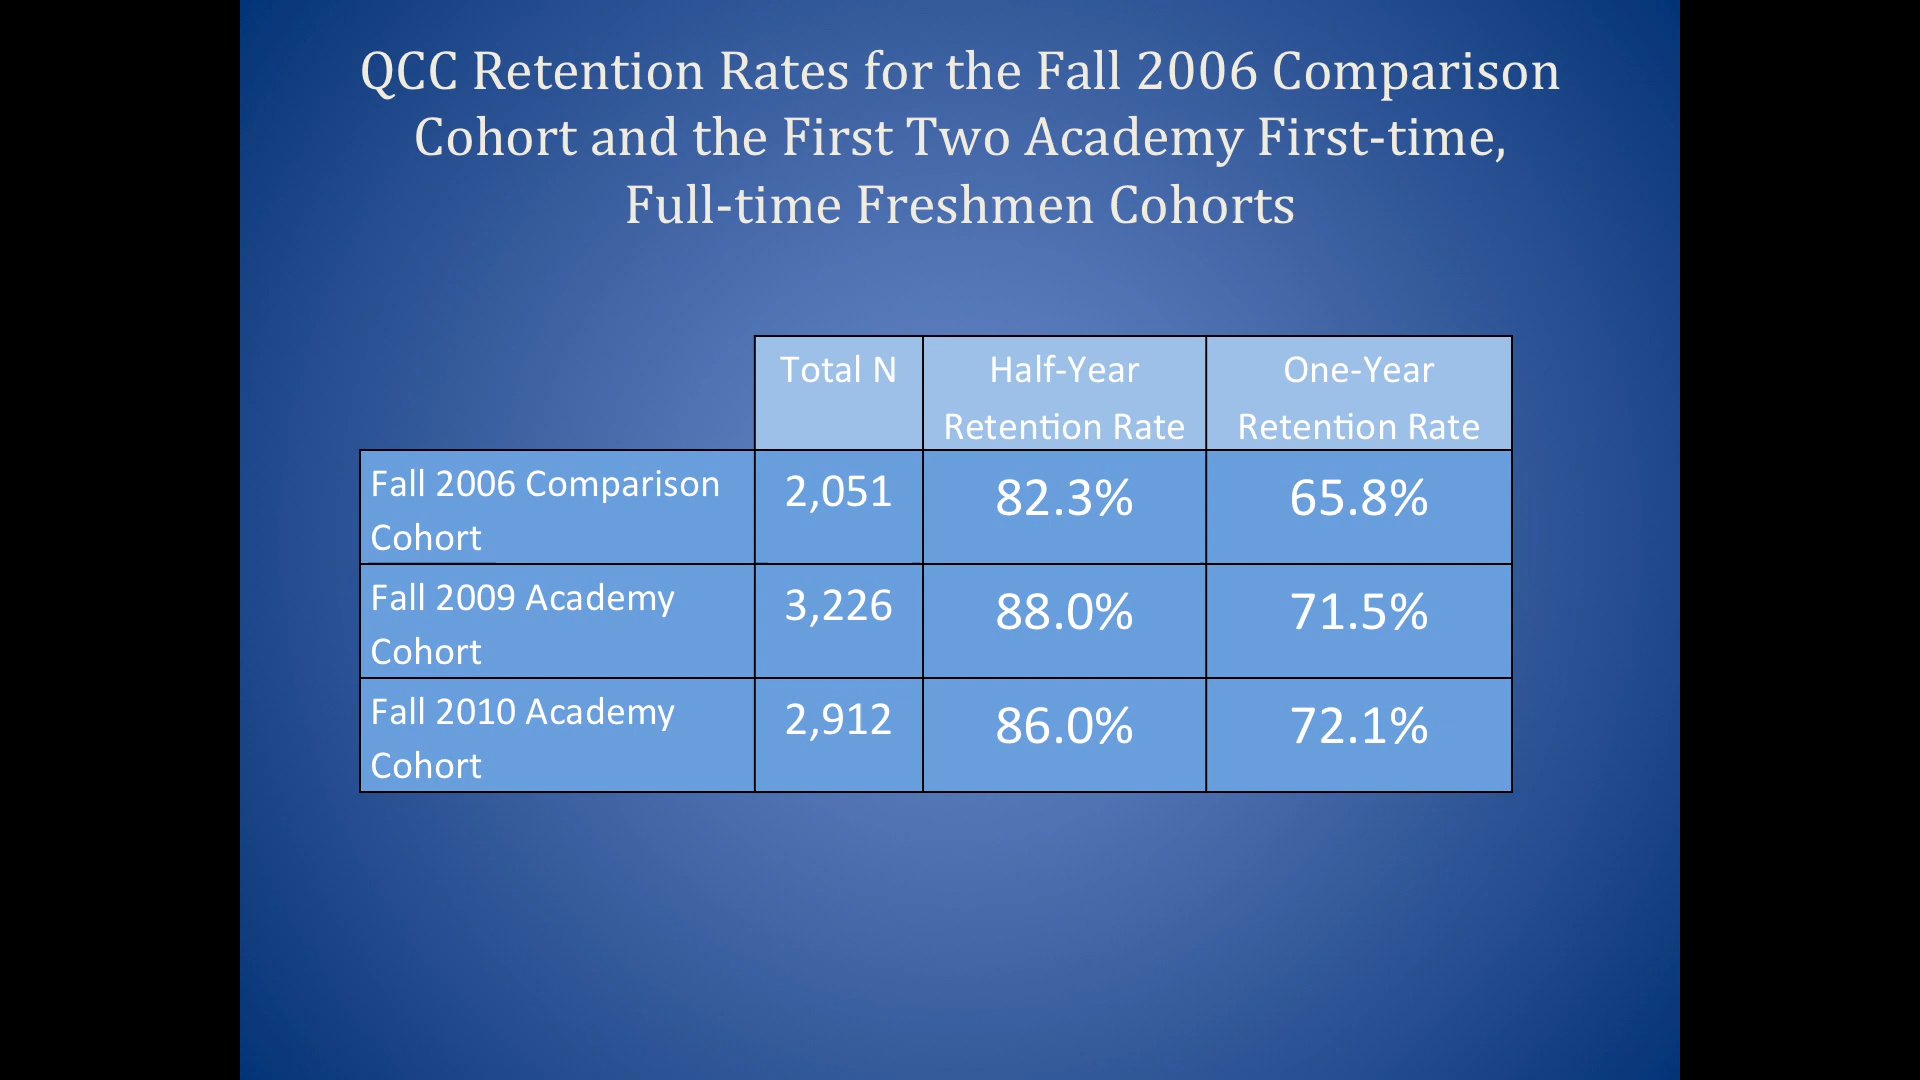 QCC Retention Rates for the Fall 2006 Comparison
Cohort and the First Two Academy First-time,
Full-time Freshmen Cohorts
Total N
Half-Year
Retention Rate
One-Year
Retention Rate
Fall 2006 Comparison
Cohort
2,051
82.3%
65.8%
Fall 2009 Academy
Cohort
3,226
88.0%
71.5%
Fall 2010 Academy
Cohort
2,912
86.0%
72.1%